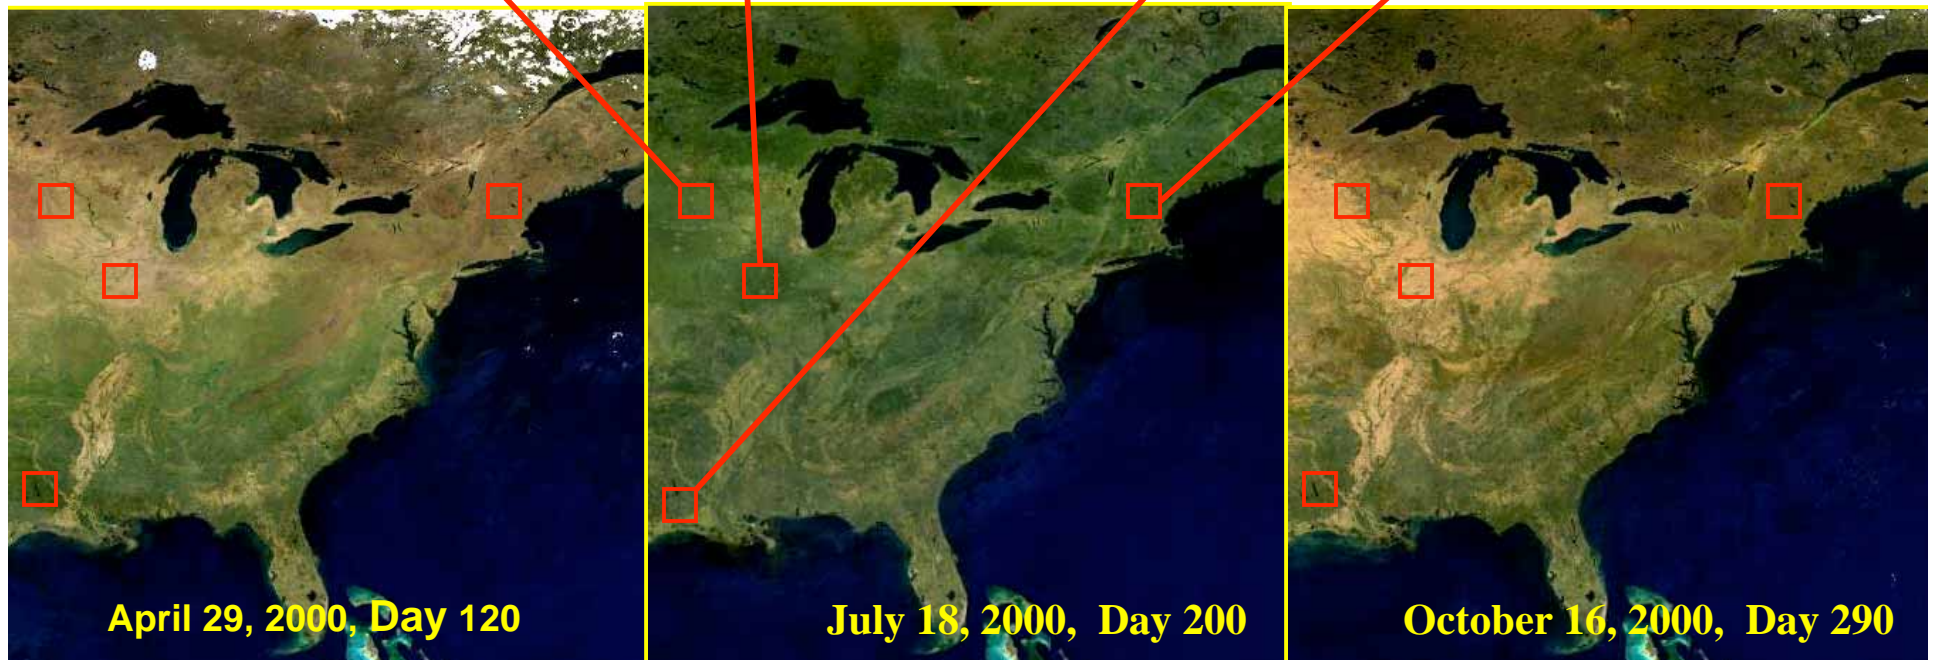 April 29, 2000, Day 120
July 18, 2000, Day 200
October 16, 2000, Day 290